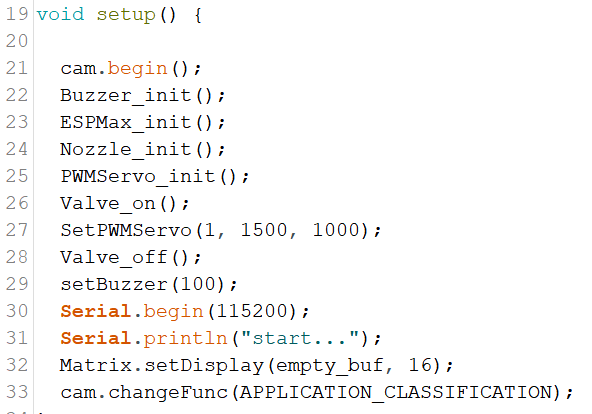 19 void setup() {
20
21 cam.begin();
22 Buzzer_init();
23 ESPMax_init();
24 Nozzle_init();
25 PWMServo_init();
26 Valve_on();
27 SetPWMServo(1, 1500, 1000);
28 Valve_off();
29 setBuzzer(100);
30 Serial.begin(115200);
31 Serial.println("start...");
32 Matrix.setDisplay(empty_buf, 16);
33 cam.changeFunc(APPLICATION_CLASSIFICATION);